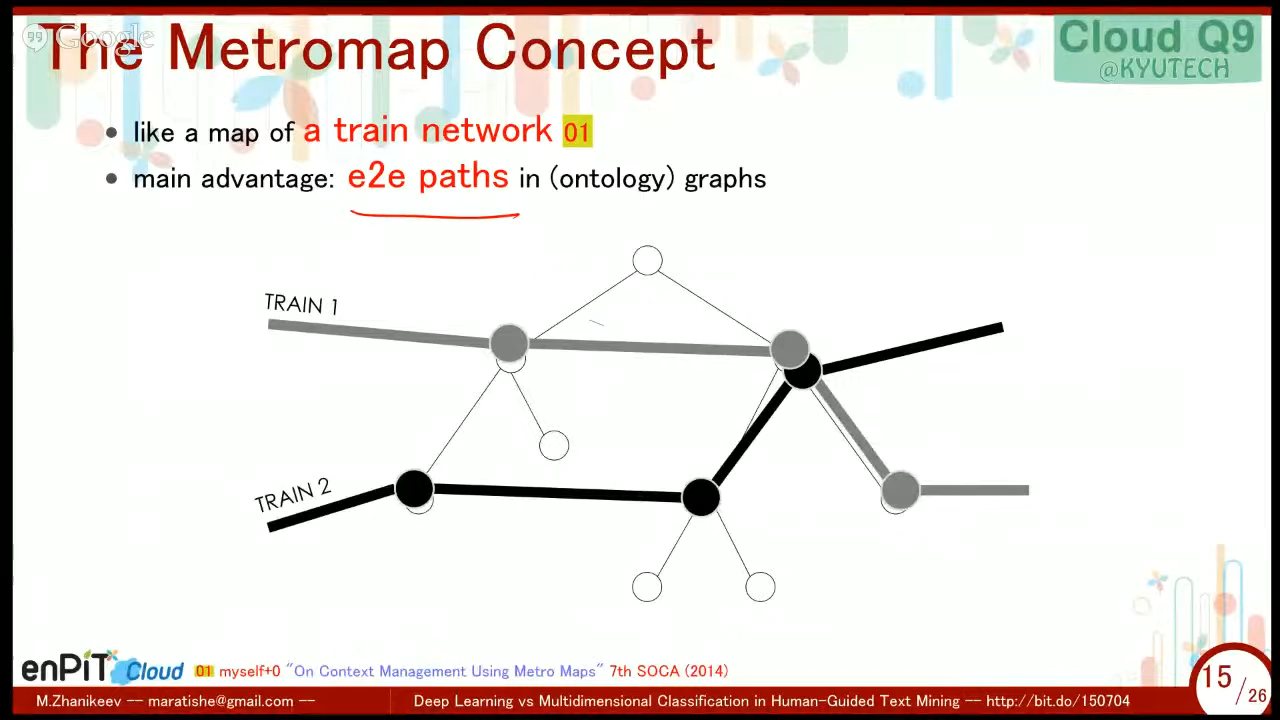 Google
The Metromap Concept
Cloud Q9
@KYUTECH
like a map of a train network 01
main advantage: e2e paths in (ontology) graphs
TRAIN 1
TRAIN 2
enPiT Cloud
01 myself+0 "On Context Management Using Metro Maps" 7th SOCA (2014)
M.Zhanikeev -- maratishe@gmail.com --
Deep Learning vs Multidimensional Classification in Human-Guided Text Mining -- http://bit.do/150704
15/26